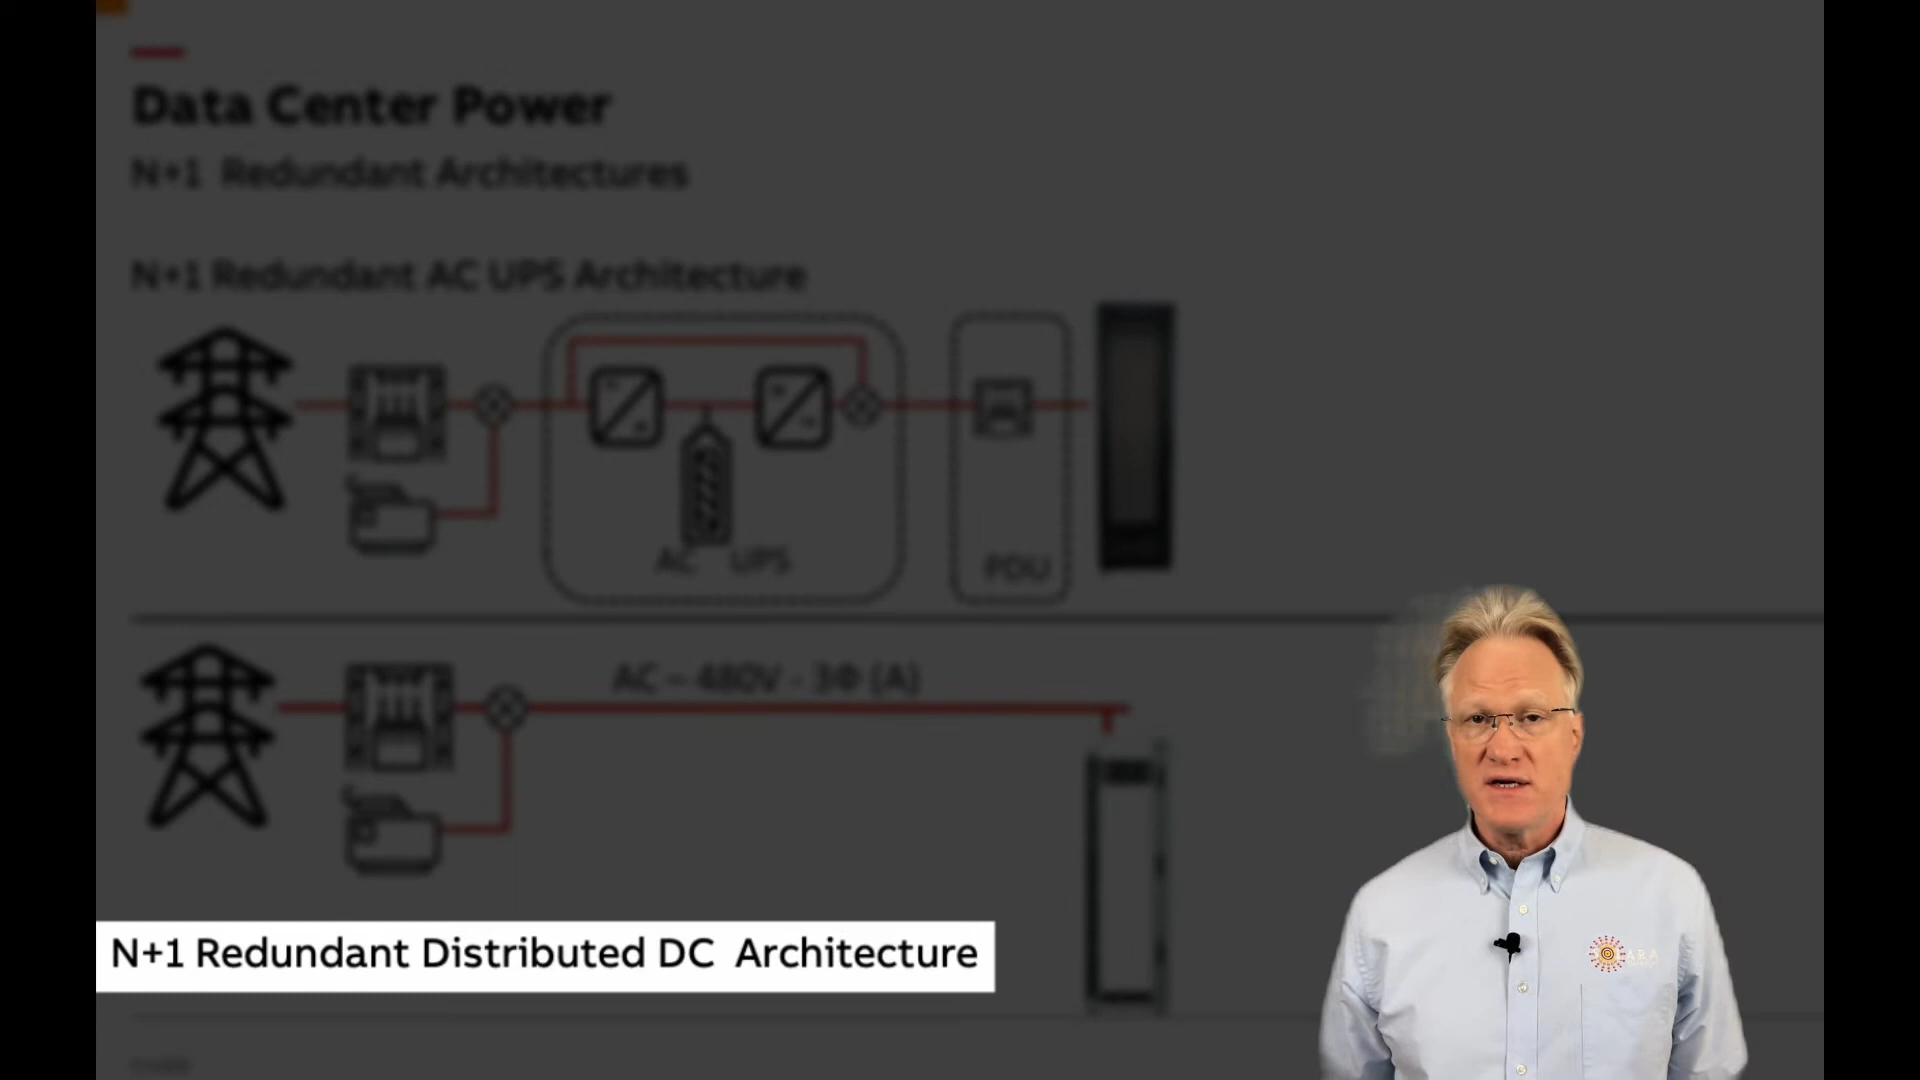 Data Center Power
N+1 Redundant Architectures
N+1 Redundant AC UPS Architecture
AC UPS
PDU
AC – 480V - 3Φ (A)
N+1 Redundant Distributed DC Architecture